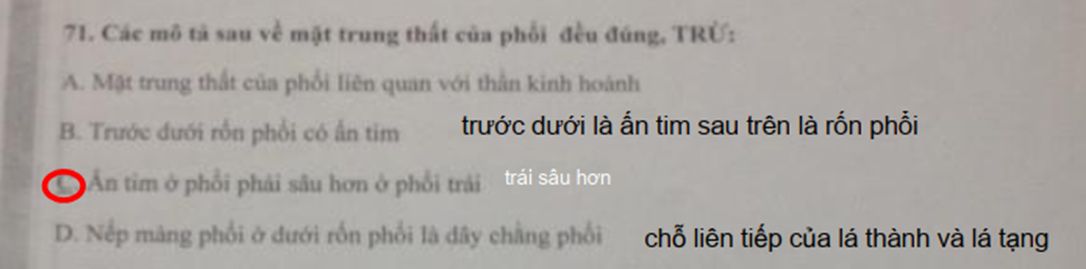 71. Các mô tả sau về mặt trung thất của phổi đều đúng, TRỪ:
A. Mặt trung thất của phổi liên quan với thần kinh hoành
B. Trước dưới rốn phổi có ấn tim trước dưới là ấn tim sau trên là rốn phổi
C. Ấn tim ở phổi phải sâu hơn ở phổi trái trái sâu hơn
D. Nếp màng phổi ở dưới rốn phổi là dây chằng phổi chỗ liên tiếp của lá thành và lá tạng